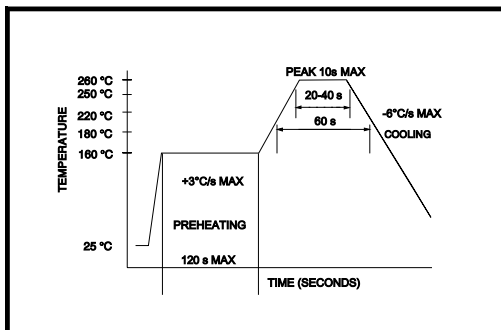 PEAK 10s MAX
260 °C
250 °C
20-40 s
220 °C
-6°C/s MAX
60 s
180 °C
COOLING
160 °C
TEMPERATURE
+3°C/s MAX
PREHEATING
25 °C
120 s MAX
TIME (SECONDS)